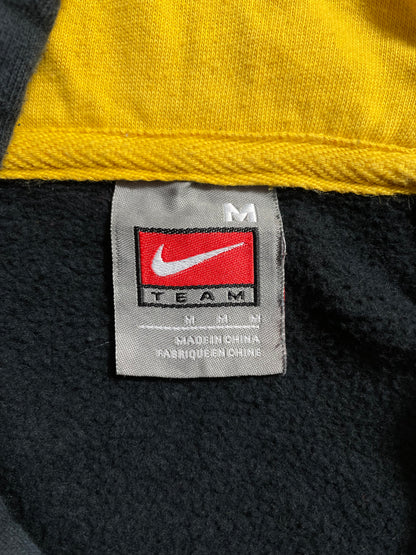 M
TEAM
M M M
MADE IN CHINA
FABRIQUE EN CHINE